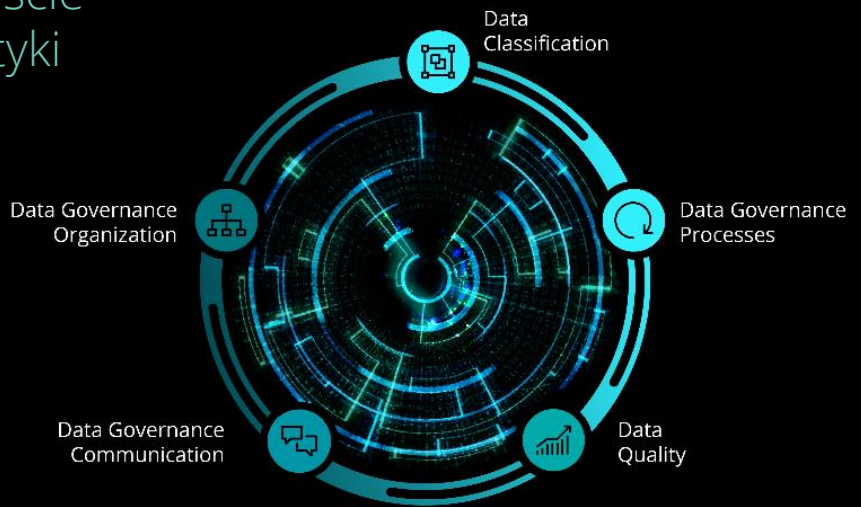 Data
Classification
Data Governance
Processes
Data
Quality
Data Governance
Communication
Data Governance
Organization